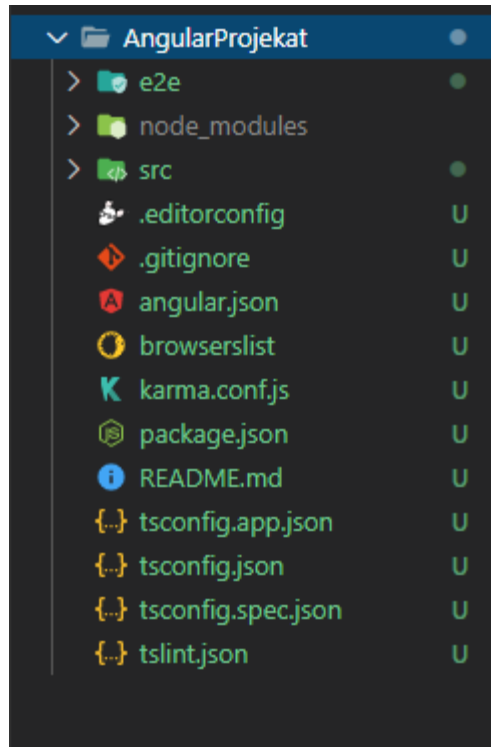 AngularProjekat
e2e
node_modules
src
.editorconfig U
.gitignore U
angular.json U
browserslist U
karma.conf.js U
package.json U
README.md U
{...} tsconfig.app.json U
{...} tsconfig.json U
{...} tsconfig.spec.json U
{...} tslint.json U